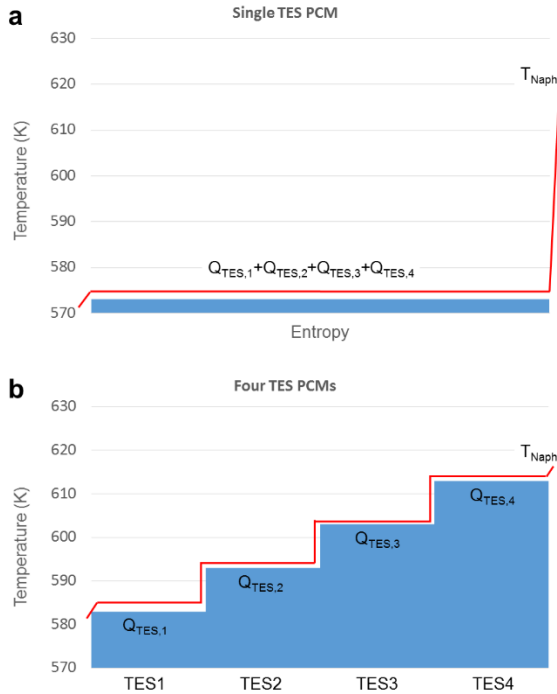 a
Single TES PCM
630
620
610
600
590
580
570
Temperature (K)
T_Naph
Q_TES,1+Q_TES,2+Q_TES,3+Q_TES,4
Entropy
b
Four TES PCMs
630
620
610
600
590
580
570
Temperature (K)
T_Naph
Q_TES,4
Q_TES,3
Q_TES,2
Q_TES,1
TES1 TES2 TES3 TES4